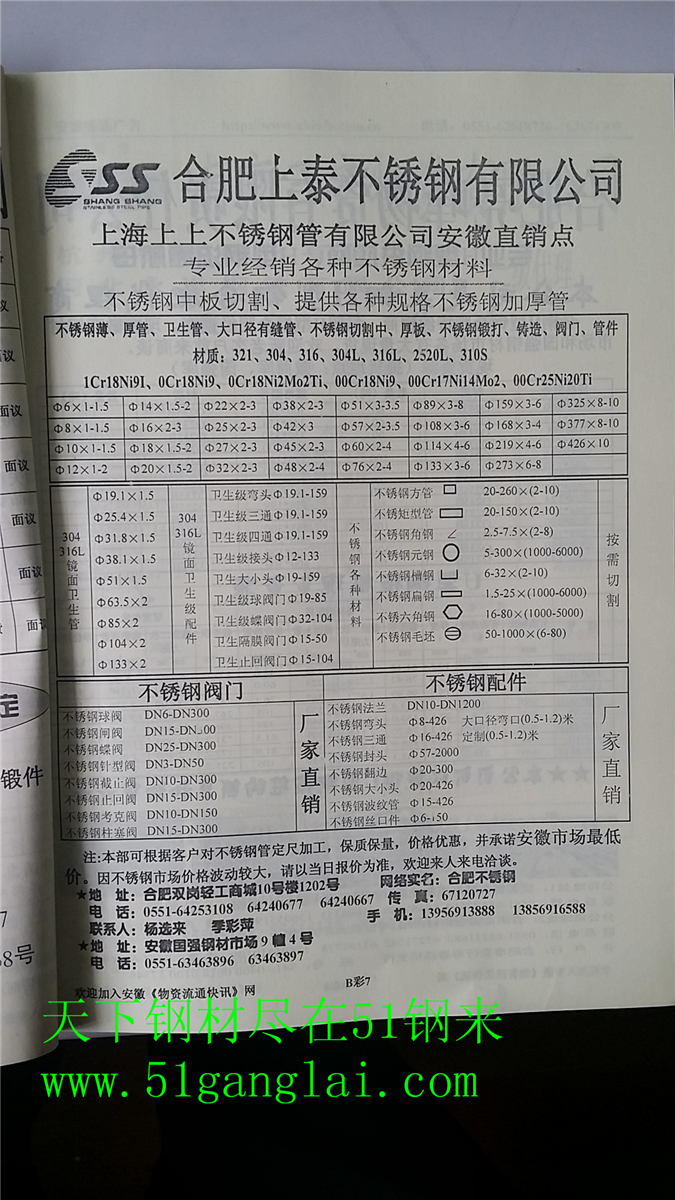 SS
SHANG SHANG
STAINLESS STEEL PIPE
合肥上泰不锈钢有限公司
上海上上不锈钢管有限公司安徽直销点
专业经销各种不锈钢材料
不锈钢中板切割、提供各种规格不锈钢加厚管
不锈钢薄、厚管、卫生管、大口径有缝管、不锈钢切割中、厚板、不锈钢锻打、铸造、阀门、管件
材质：321、304、316、304L、316L、2520L、310S
1Cr18Ni9I、0Cr18Ni9、0Cr18Ni2Mo2Ti、00Cr18Ni9、00Cr17Ni14Mo2、00Cr25Ni20Ti
Φ6×1-1.5 Φ14×1.5-2 Φ22×2-3 Φ38×2-3 Φ51×3-3.5 Φ89×3-8 Φ159×3-6 Φ325×8-10
Φ8×1-1.5 Φ16×2-3 Φ25×2-3 Φ42×3 Φ57×2-3.5 Φ108×3-6 Φ168×3-4 Φ377×8-10
Φ10×1-1.5 Φ18×1.5-2 Φ27×2-3 Φ45×2-3 Φ60×2-4 Φ114×4-6 Φ219×4-6 Φ426×10
Φ12×1-2 Φ20×1.5-2 Φ32×2-3 Φ48×2-4 Φ76×2-4 Φ133×3-6 Φ273×6-8
304 316L镜面卫生管
Φ19.1×1.5
Φ25.4×1.5
Φ31.8×1.5
Φ38.1×1.5
Φ51×1.5
Φ63.5×2
Φ85×2
Φ104×2
Φ133×2
304 316L镜面卫生级配件
卫生级弯头Φ19.1-159
卫生级三通Φ19.1-159
卫生级四通Φ19.1-159
卫生级接头Φ12-133
卫生大小头Φ19-159
卫生级球阀门Φ19-85
卫生级蝶阀门Φ32-104
卫生隔膜阀门Φ15-50
卫生止回阀门Φ15-104
不锈钢各种材料
不锈钢方管 20-260×(2-10)
不锈矩型管 20-150×(2-10)
不锈钢角钢 2.5-7.5×(2-8)
不锈钢元钢 5-300×(1000-6000)
不锈钢槽钢 6-32×(2-10)
不锈钢扁钢 1.5-25×(1000-6000)
不锈六角钢 16-80×(1000-5000)
不锈钢毛坯 50-1000×(6-80)
按需切割
不锈钢阀门
不锈钢球阀 DN6-DN300
不锈钢闸阀 DN15-DN.00
不锈钢蝶阀 DN25-DN300
不锈钢针型阀 DN3-DN50
不锈钢截止阀 DN10-DN300
不锈钢止回阀 DN15-DN300
不锈钢考克阀 DN10-DN150
不锈钢柱塞阀 DN15-DN300
厂家直销
不锈钢配件
不锈钢法兰 DN10-DN1200
不锈钢弯头 Φ8-426 大口径弯口(0.5-1.2)米
不锈钢三通 Φ16-426 定制(0.5-1.2)米
不锈钢封头 Φ57-2000
不锈钢翻边 Φ20-300
不锈钢大小头 Φ20-426
不锈钢波纹管 Φ15-426
不锈钢丝口件
厂家直销
注:本部可根据客户对不锈钢管定尺加工，保质保量，价格优惠，并承诺安徽市场最低
价。因不锈钢市场价格波动较大，请以当日报价为准，欢迎来人来电洽谈。
★地 址：合肥双岗轻工商城10号楼1202号 网络实名：合肥不锈钢
电 话：0551-64253108 64240677 64240667 传 真：67120727
手 机：13956913888 13856916588
联系人：杨选来 季彩萍
★地 址：安徽国强钢材市场9幢4号
电 话：0551-63463896 63463897
欢迎加入安徽《物资流通快讯》网
B彩7
面议
面议
面议
面议
面议
定
锻件
7
8号
天下钢材尽在51钢来
www.51ganglai.com